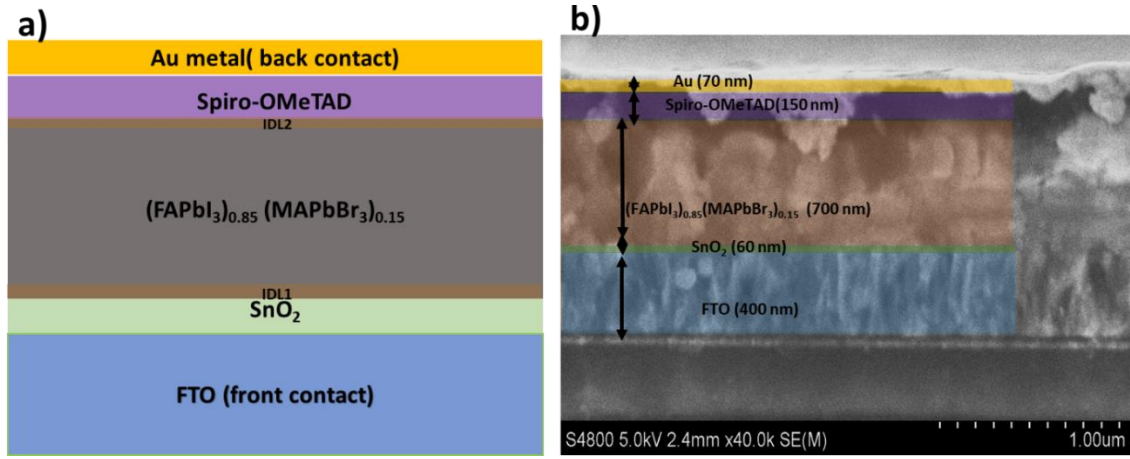 a)
Au metal( back contact)
Spiro-OMeTAD
IDL2
(FAPbI₃)₀.₈₅ (MAPbBr₃)₀.₁₅
IDL1
SnO₂
FTO (front contact)
b)
Au (70 nm)
Spiro-OMeTAD(150 nm)
(FAPbI₃)₀.₈₅(MAPbBr₃)₀.₁₅ (700 nm)
SnO₂ (60 nm)
FTO (400 nm)
S4800 5.0kV 2.4mm x40.0k SE(M) 1.00um